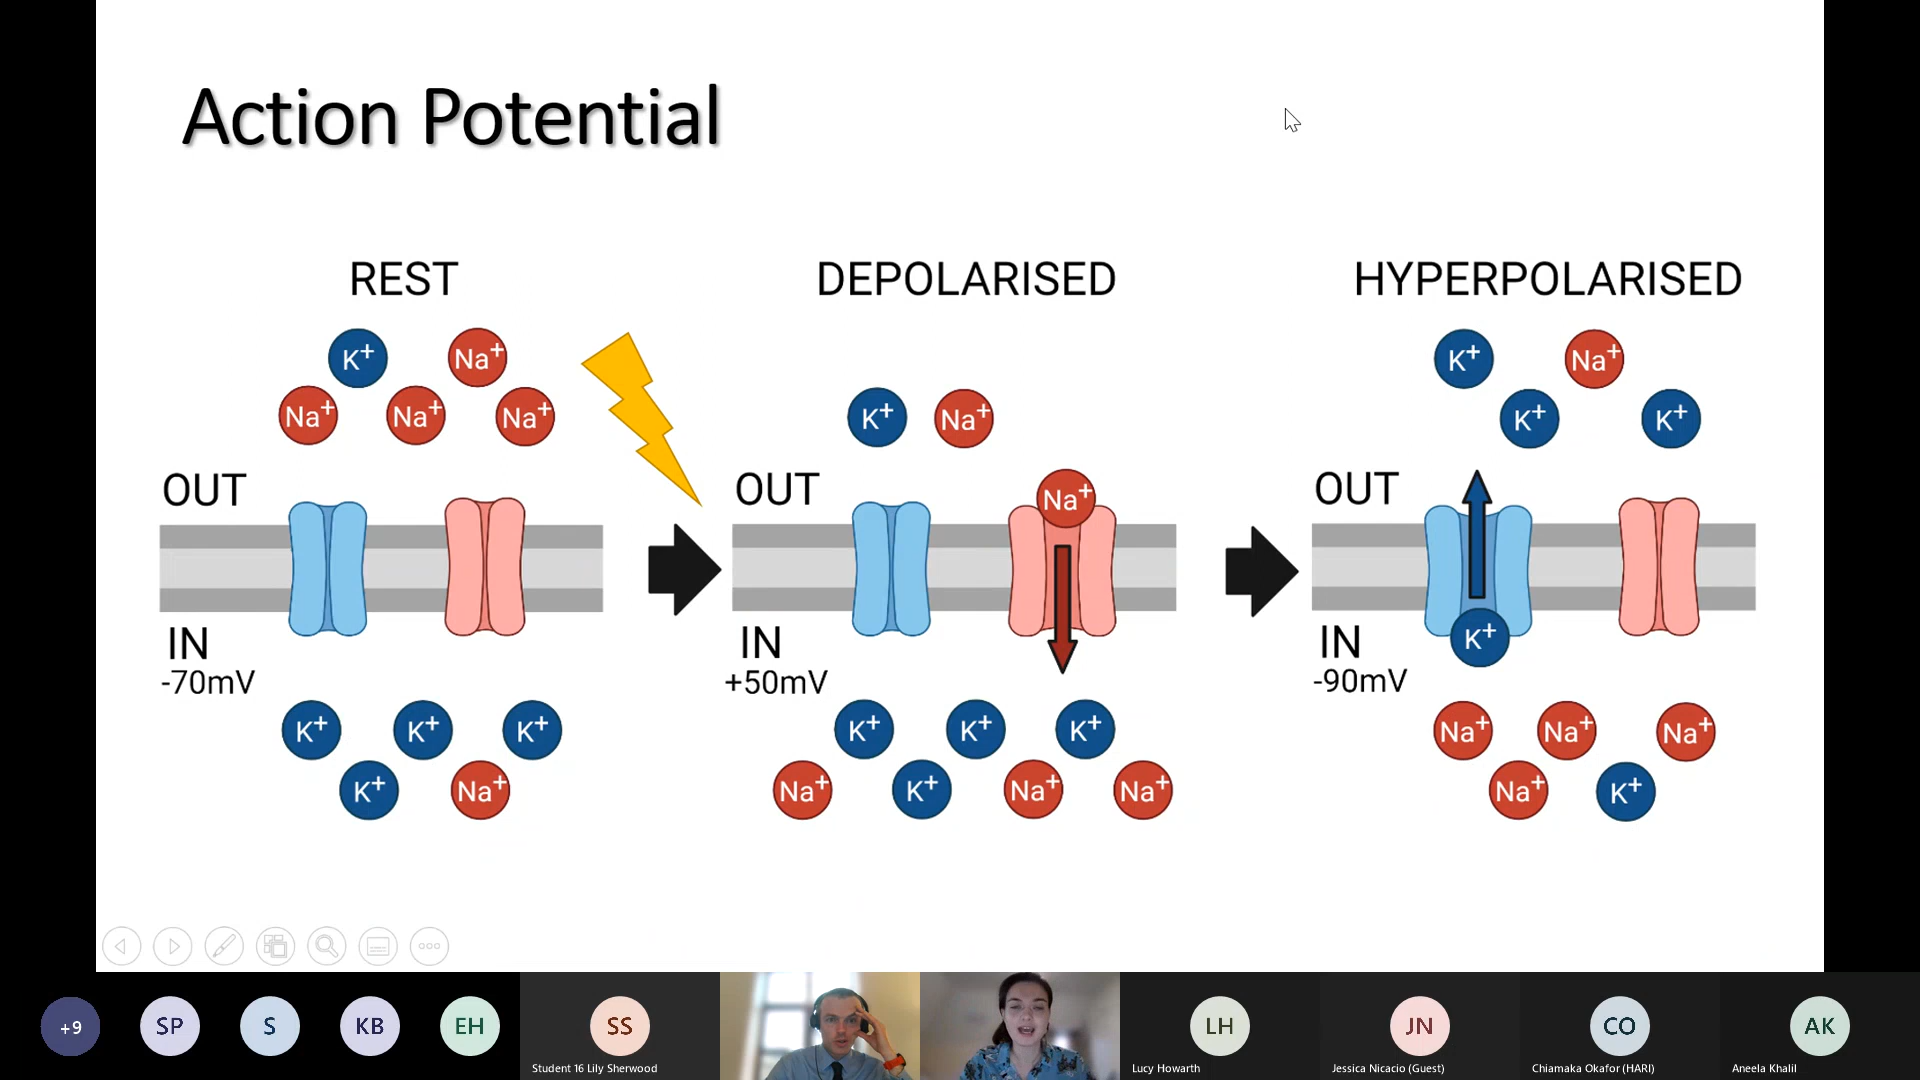 Action Potential
REST
DEPOLARISED
HYPERPOLARISED
K+ Na+
Na+ Na+ Na+
K+ Na+
K+ Na+
K+ K+
OUT
OUT
Na+
OUT
IN
-70mV
IN
+50mV
IN
-90mV
K+
K+ K+ K+
K+ Na+
K+ K+ K+
Na+ K+ Na+ Na+
Na+ Na+ Na+
Na+ K+
+9
SP
S
KB
EH
SS
Student 16 Lily Sherwood
LH
Lucy Howarth
JN
Jessica Nicacio (Guest)
CO
Chiamaka Okafor (HARI)
AK
Aneela Khalil